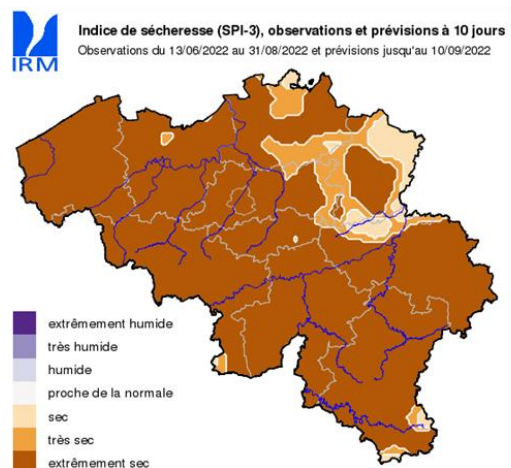 Indice de sécheresse (SPI-3), observations et prévisions à 10 jours
Observations du 13/06/2022 au 31/08/2022 et prévisions jusqu'au 10/09/2022
IRM
extrêmement humide
très humide
humide
proche de la normale
sec
très sec
extrêmement sec